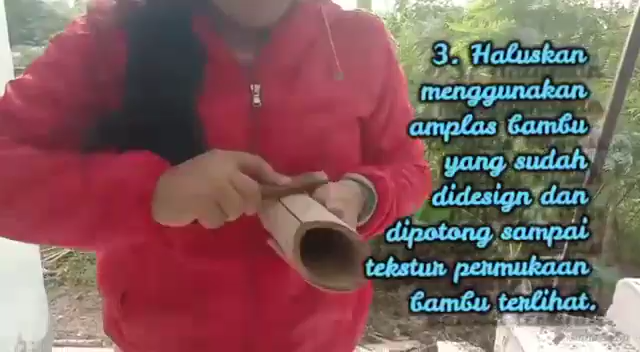 3. Haluskan
menggunakan
amplas bambu
yang sudah
didesign dan
dipotong sampai
tekstur permukaan
bambu terlihat.